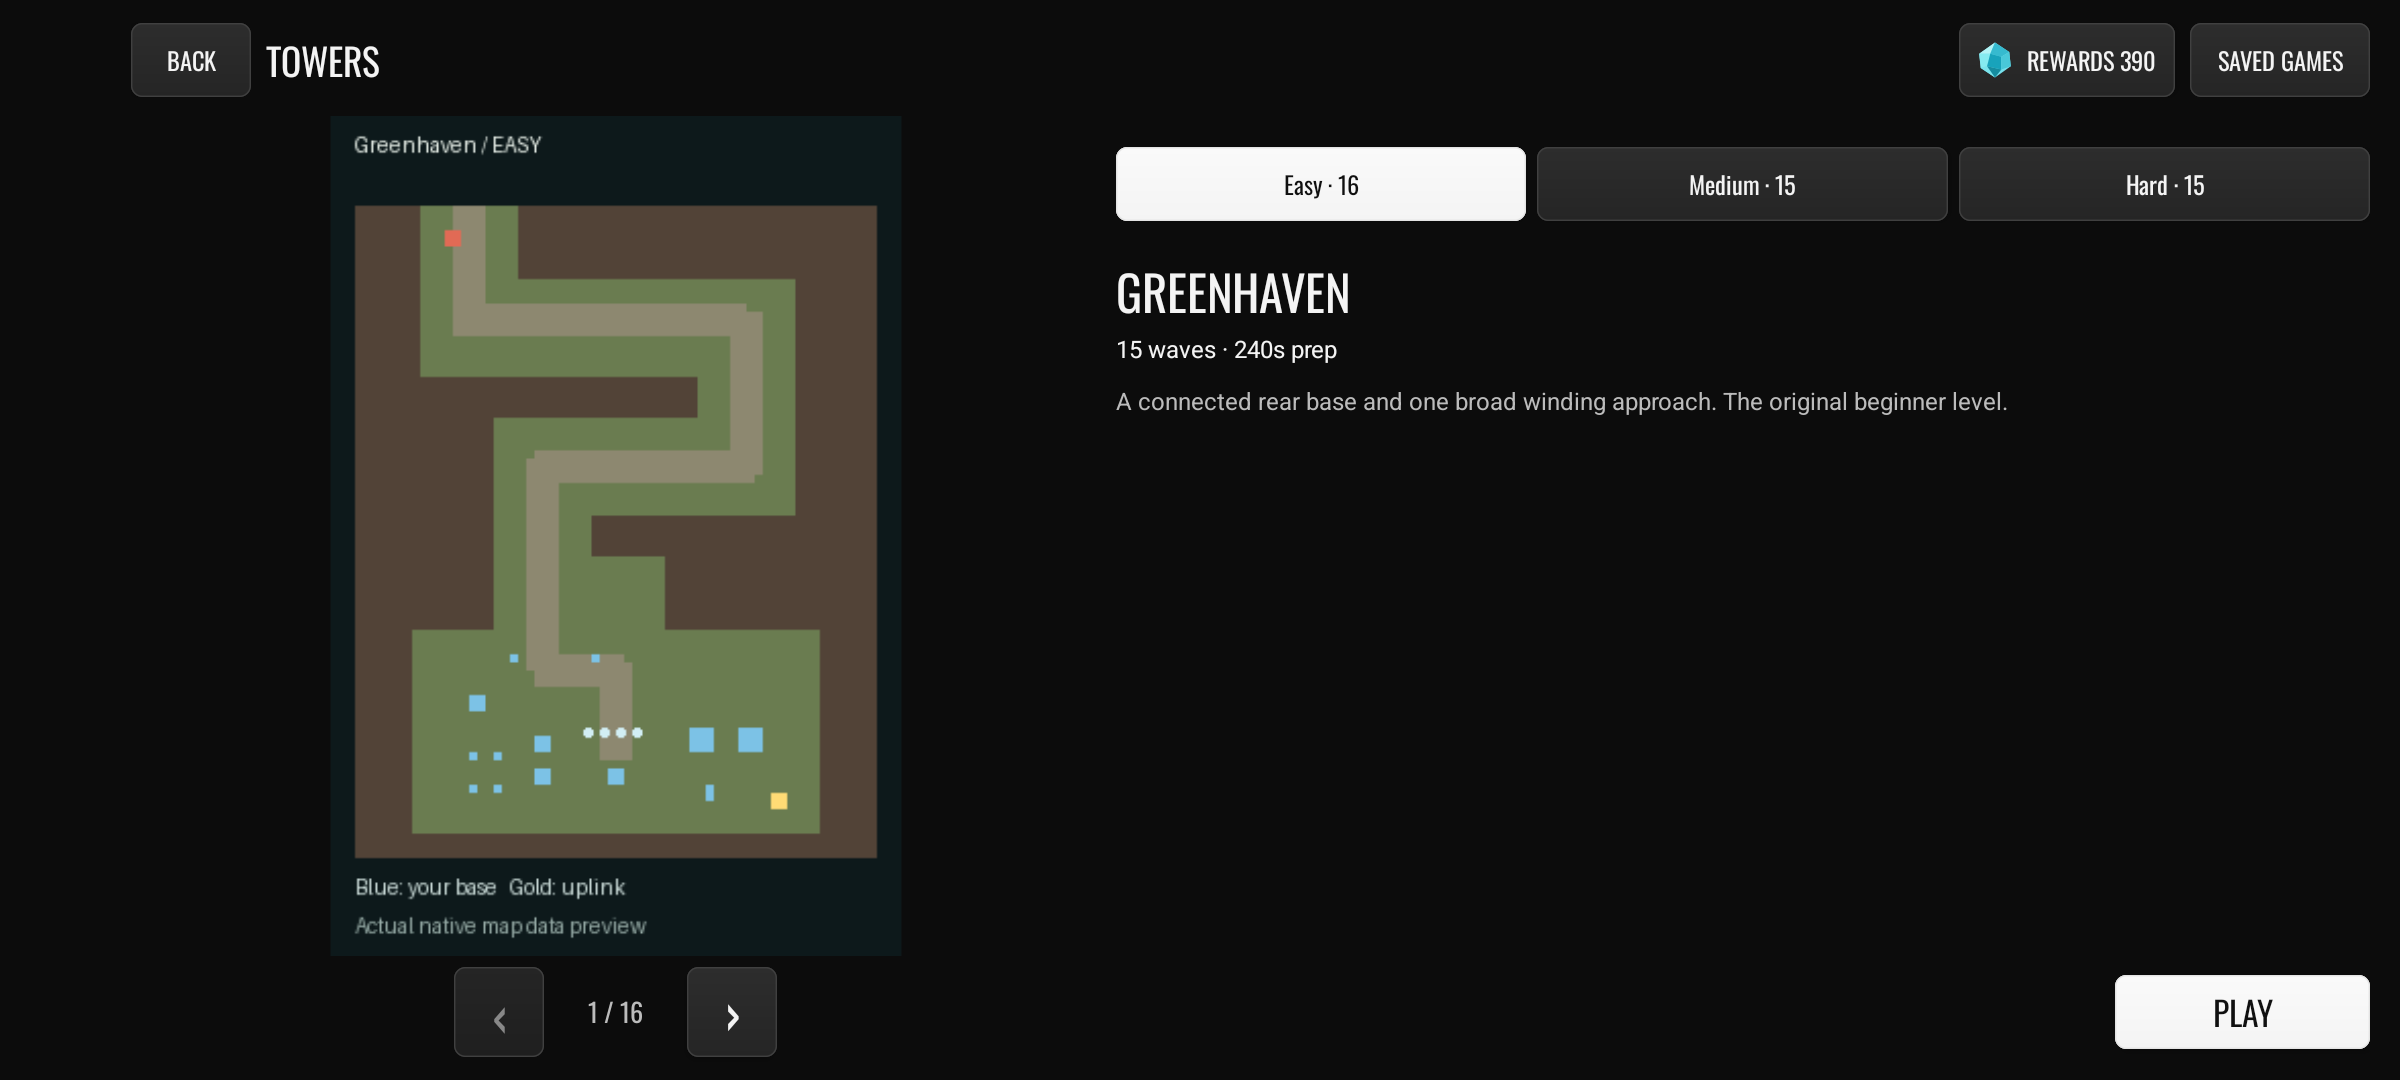 BACK
TOWERS
REWARDS 390
SAVED GAMES
Greenhaven / EASY
Blue: your base Gold: uplink
Actual native map data preview
‹
1 / 16
›
Easy · 16
Medium · 15
Hard · 15
GREENHAVEN
15 waves · 240s prep
A connected rear base and one broad winding approach. The original beginner level.
PLAY